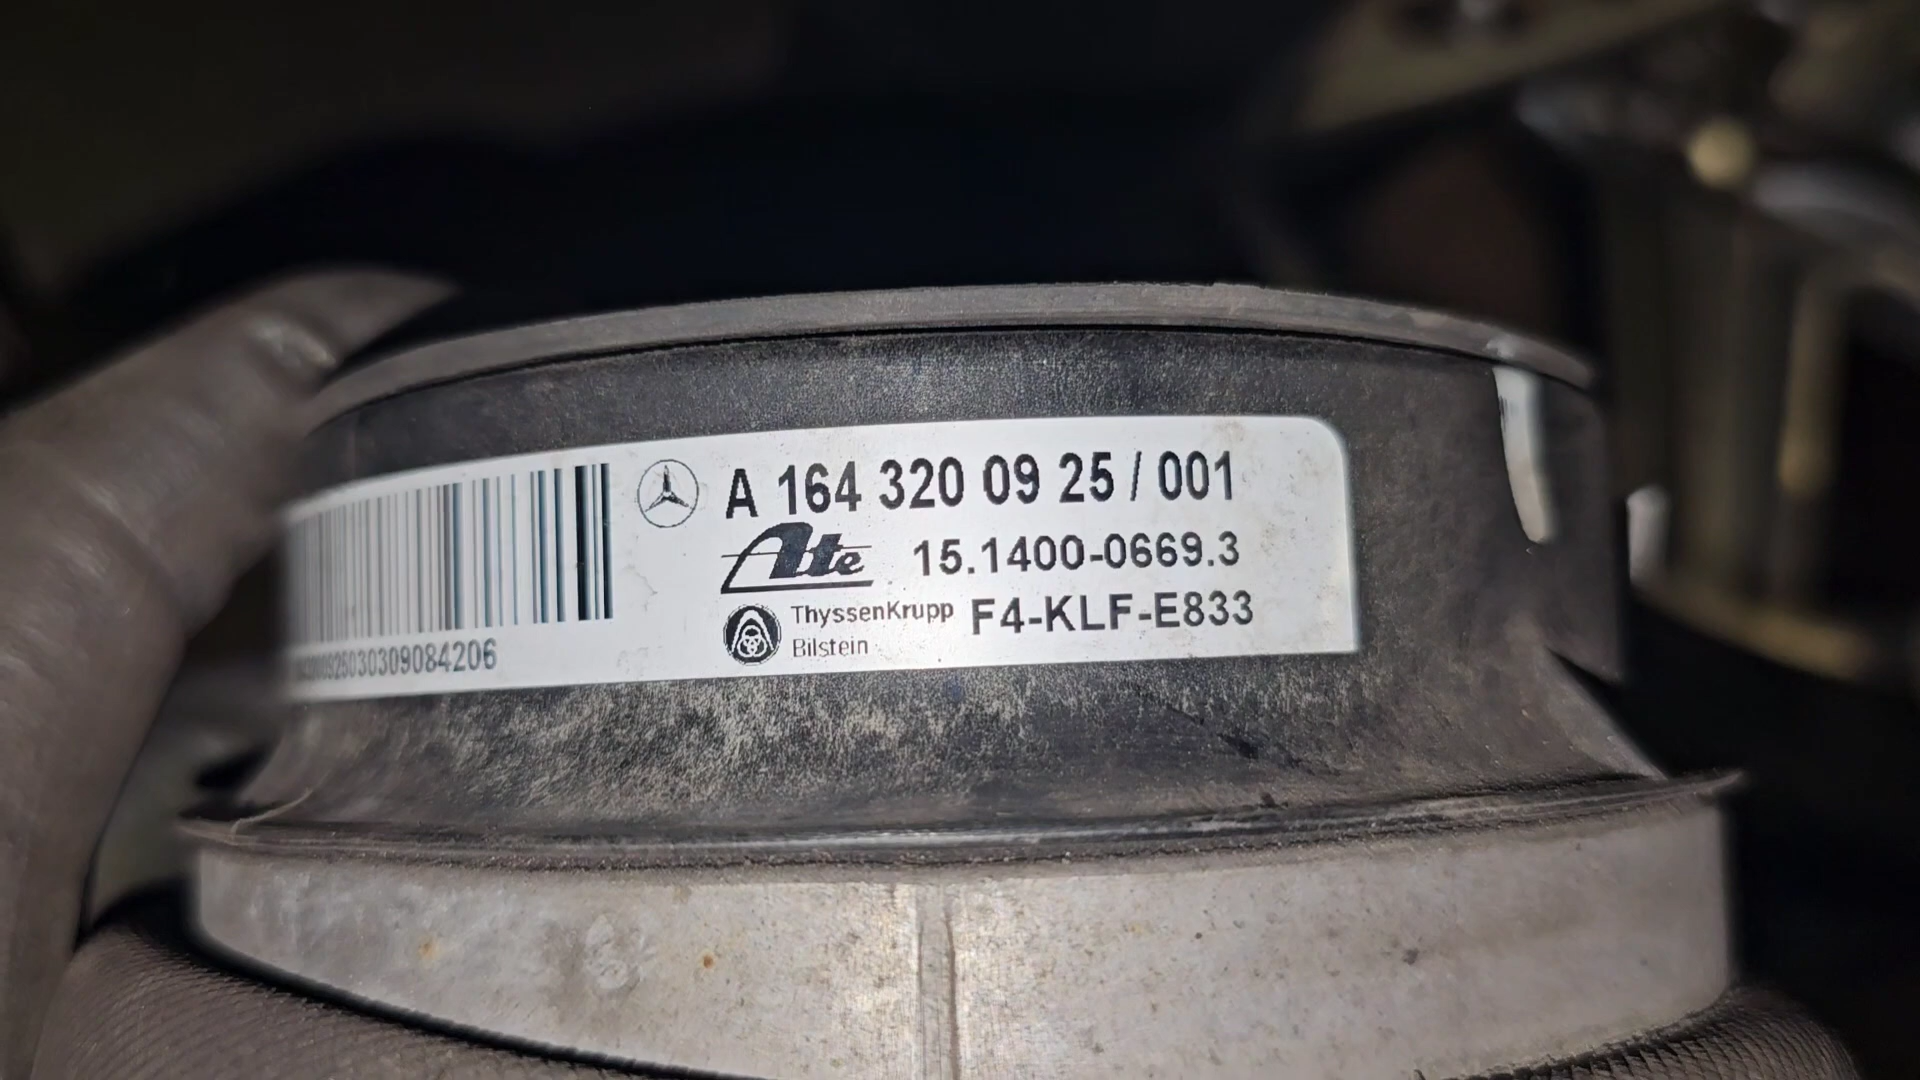 A 164 320 09 25 / 001
Ate 15.1400-0669.3
ThyssenKrupp F4-KLF-E833
Bilstein